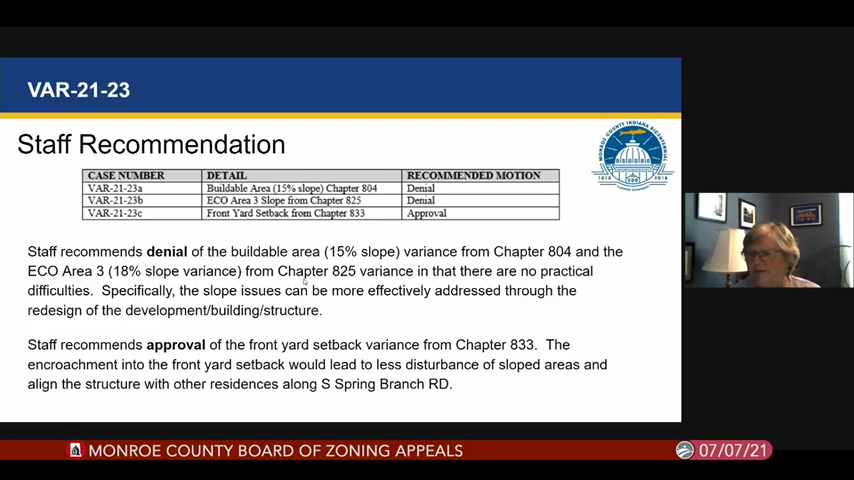 VAR-21-23
Staff Recommendation
CASE NUMBER DETAIL RECOMMENDED MOTION
VAR-21-23a Buildable Area (15% slope) Chapter 804 Denial
VAR-21-23b ECO Area 3 Slope from Chapter 825 Denial
VAR-21-23c Front Yard Setback from Chapter 833 Approval
MONROE COUNTY INDIANA BICENTENNIAL
1818 200 2018
Staff recommends denial of the buildable area (15% slope) variance from Chapter 804 and the
ECO Area 3 (18% slope variance) from Chapter 825 variance in that there are no practical
difficulties. Specifically, the slope issues can be more effectively addressed through the
redesign of the development/building/structure.
Staff recommends approval of the front yard setback variance from Chapter 833. The
encroachment into the front yard setback would lead to less disturbance of sloped areas and
align the structure with other residences along S Spring Branch RD.
MONROE COUNTY BOARD OF ZONING APPEALS
07/07/21